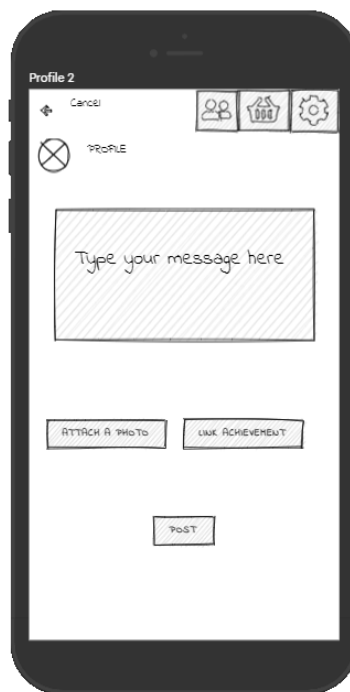 Profile 2
Cancel
PROFILE
Type your message here
ATTACH A PHOTO
LINK ACHIEVEMENT
POST